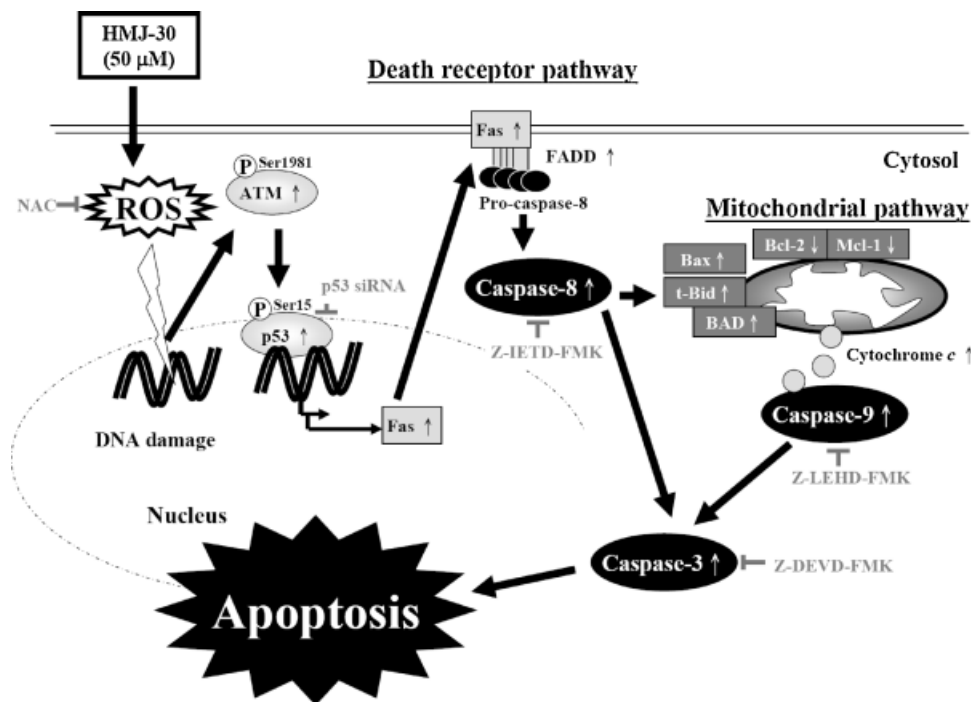 HMJ-30
(50 μM)
Death receptor pathway
Fas ↑
FADD ↑
Cytosol
Pro-caspase-8
P Ser1981
ATM ↑
NAC
ROS
Mitochondrial pathway
Bcl-2 ↓ Mcl-1 ↓
Bax ↑
t-Bid ↑
BAD ↑
Caspase-8 ↑
Z-IETD-FMK
p53 siRNA
P Ser15
p53 ↑
Cytochrome c ↑
Caspase-9 ↑
Z-LEHD-FMK
DNA damage
Fas ↑
Nucleus
Caspase-3 ↑
Z-DEVD-FMK
Apoptosis